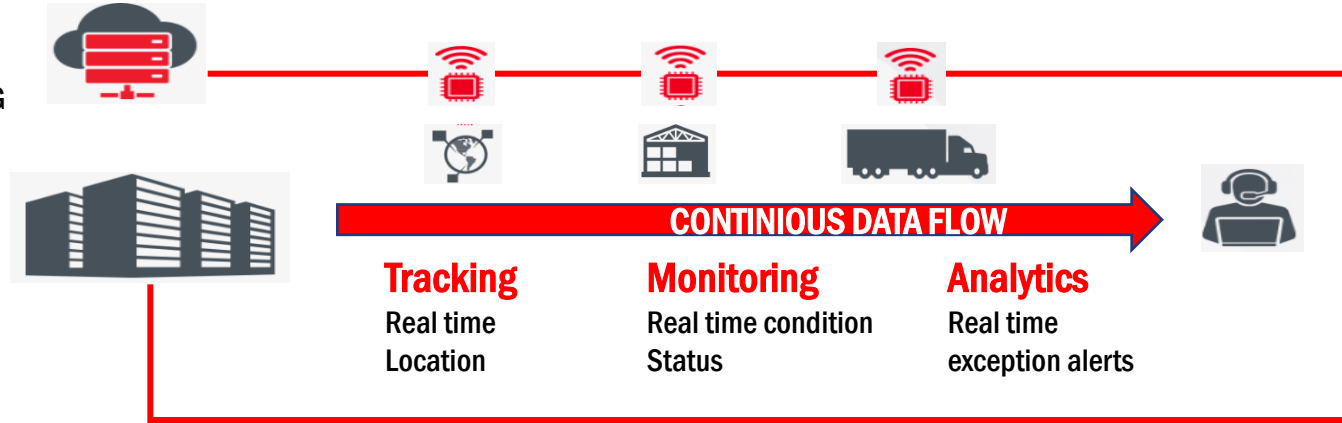 G
CONTINIOUS DATA FLOW
Tracking
Real time
Location
Monitoring
Real time condition
Status
Analytics
Real time
exception alerts